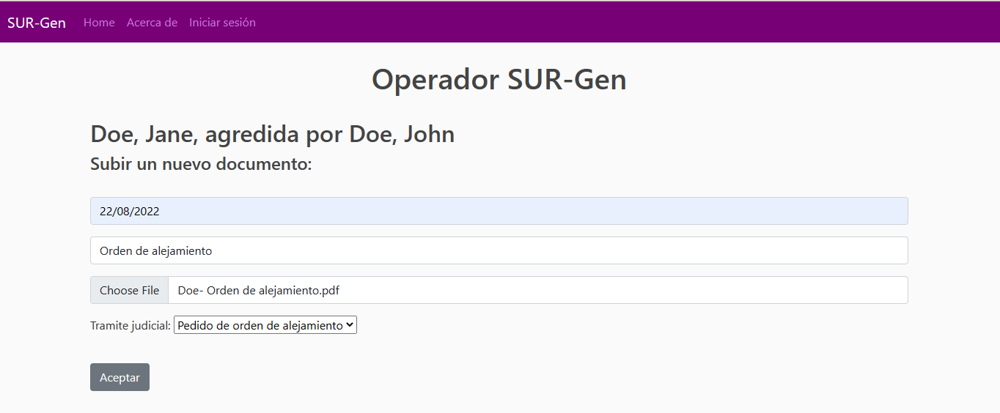 SUR-Gen Home Acerca de Iniciar sesión
Operador SUR-Gen
Doe, Jane, agredida por Doe, John
Subir un nuevo documento:
22/08/2022
Orden de alejamiento
Choose File Doe- Orden de alejamiento.pdf
Tramite judicial: Pedido de orden de alejamiento
Aceptar